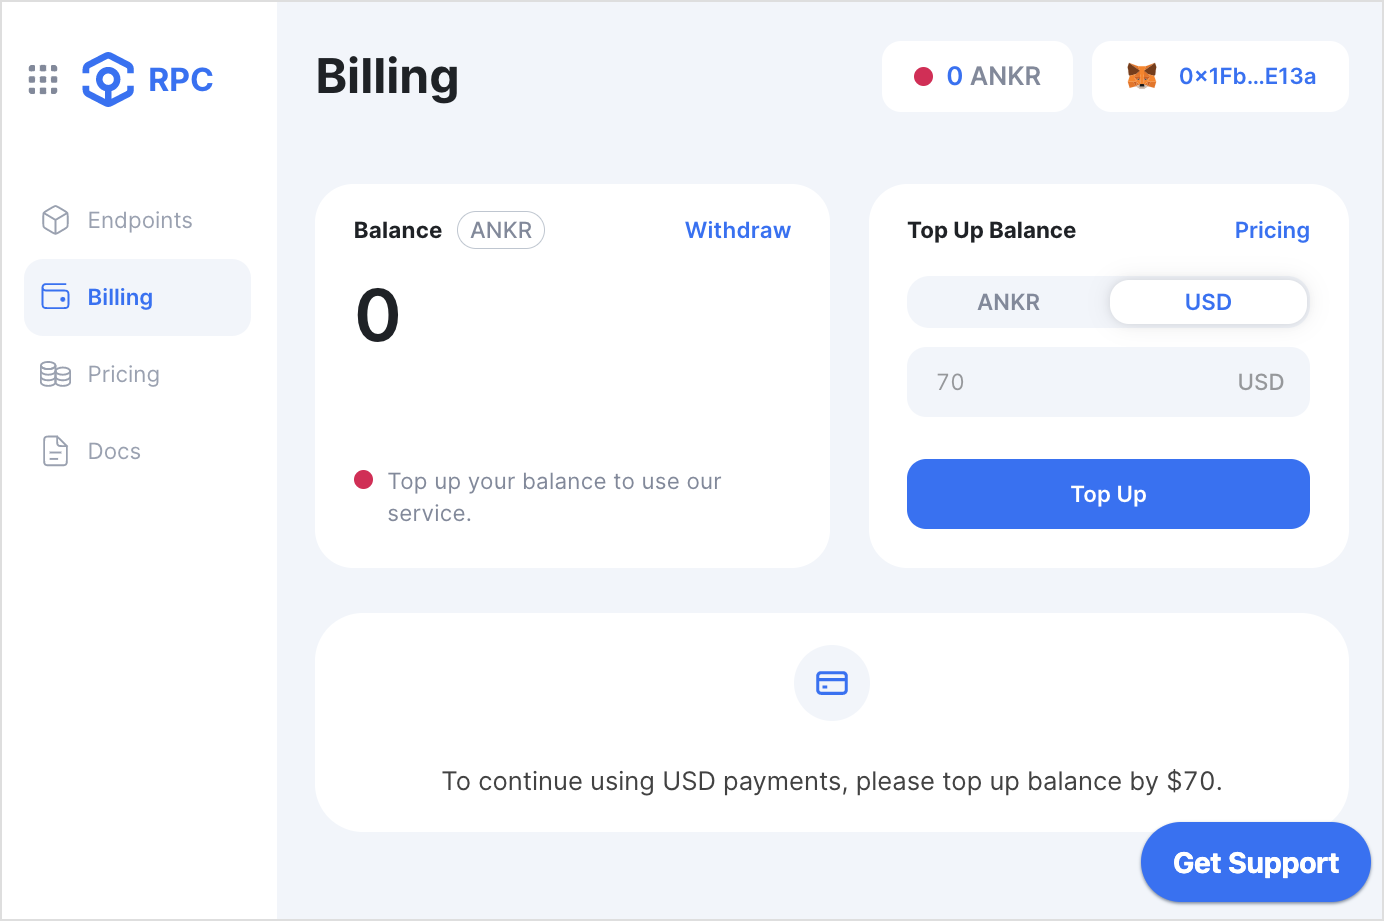 RPC
Billing
0 ANKR
0×1Fb...E13a
Endpoints
Billing
Pricing
Docs
Balance ANKR Withdraw
0
Top up your balance to use our
service.
Top Up Balance Pricing
ANKR USD
70 USD
Top Up
To continue using USD payments, please top up balance by $70.
Get Support